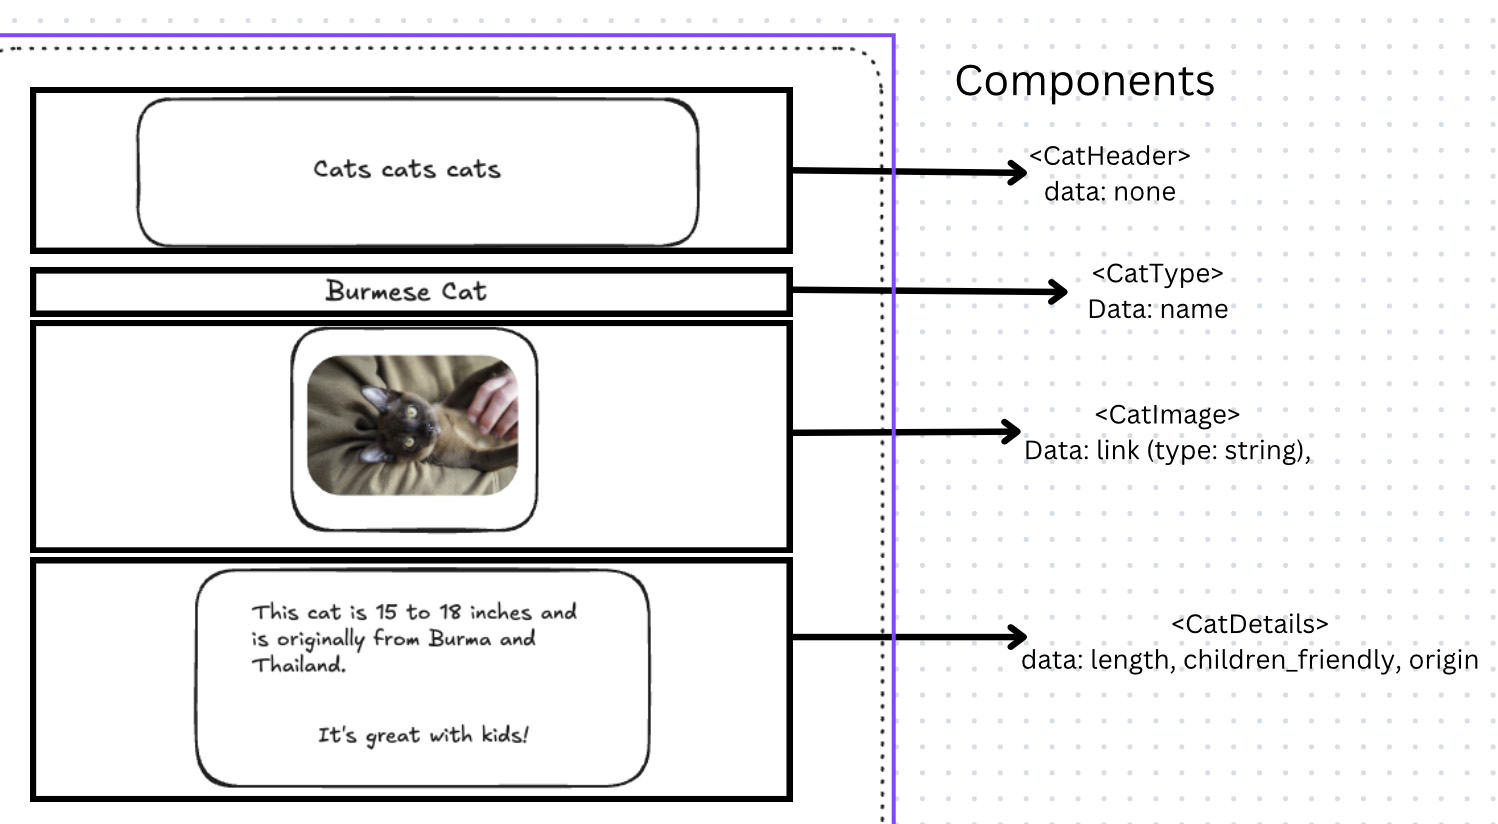 Components
Cats cats cats
<CatHeader>
data: none
Burmese Cat
<CatType>
Data: name
<CatImage>
Data: link (type: string),
This cat is 15 to 18 inches and
is originally from Burma and
Thailand.
It's great with kids!
<CatDetails>
data: length, children_friendly, origin